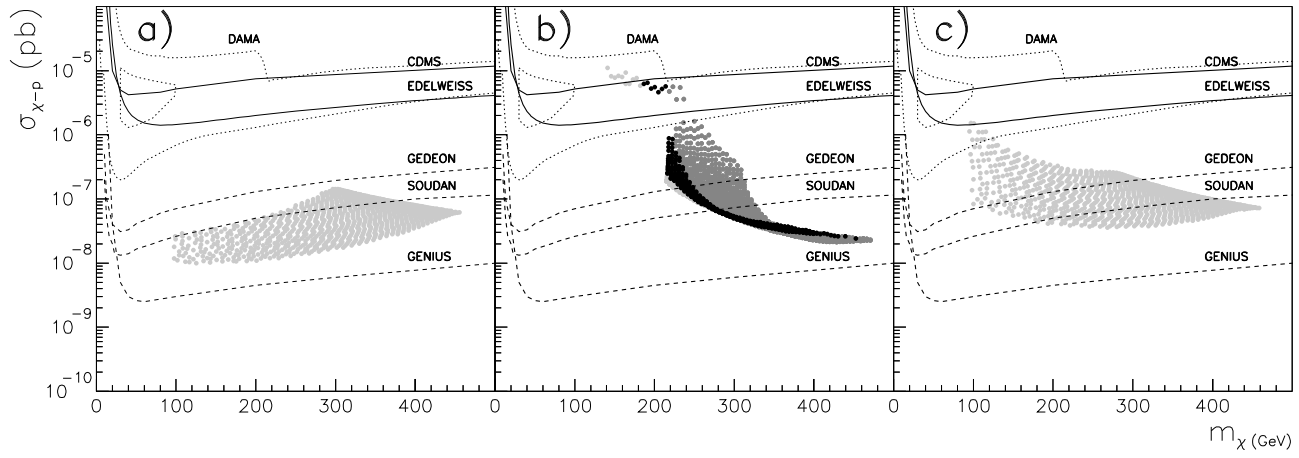 a) b) c)
DAMA DAMA DAMA
σχ-p (pb)
10-5 CDMS CDMS CDMS
EDELWEISS EDELWEISS EDELWEISS
10-6
GEDEON GEDEON GEDEON
10-7
SOUDAN SOUDAN SOUDAN
10-8
GENIUS GENIUS GENIUS
10-9
10-10
0 100 200 300 400 0 100 200 300 400 0 100 200 300 400
mχ (GeV)